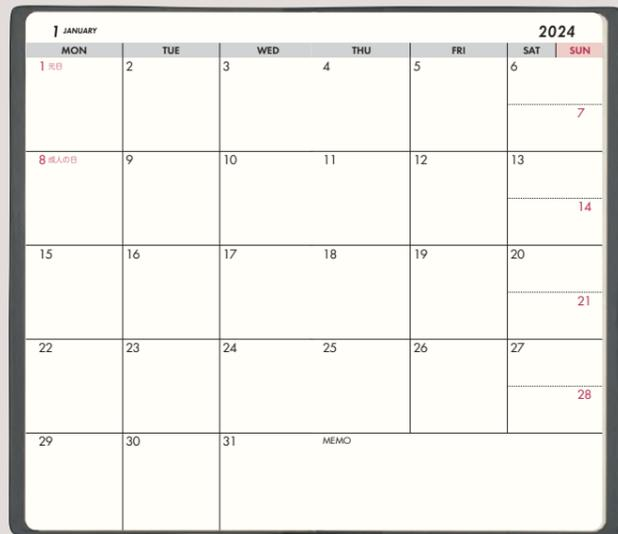 1 JANUARY 2024
MON TUE WED THU FRI SAT SUN
1 元日 2 3 4 5 6
7
8 成人の日 9 10 11 12 13
14
15 16 17 18 19 20
21
22 23 24 25 26 27
28
29 30 31 MEMO